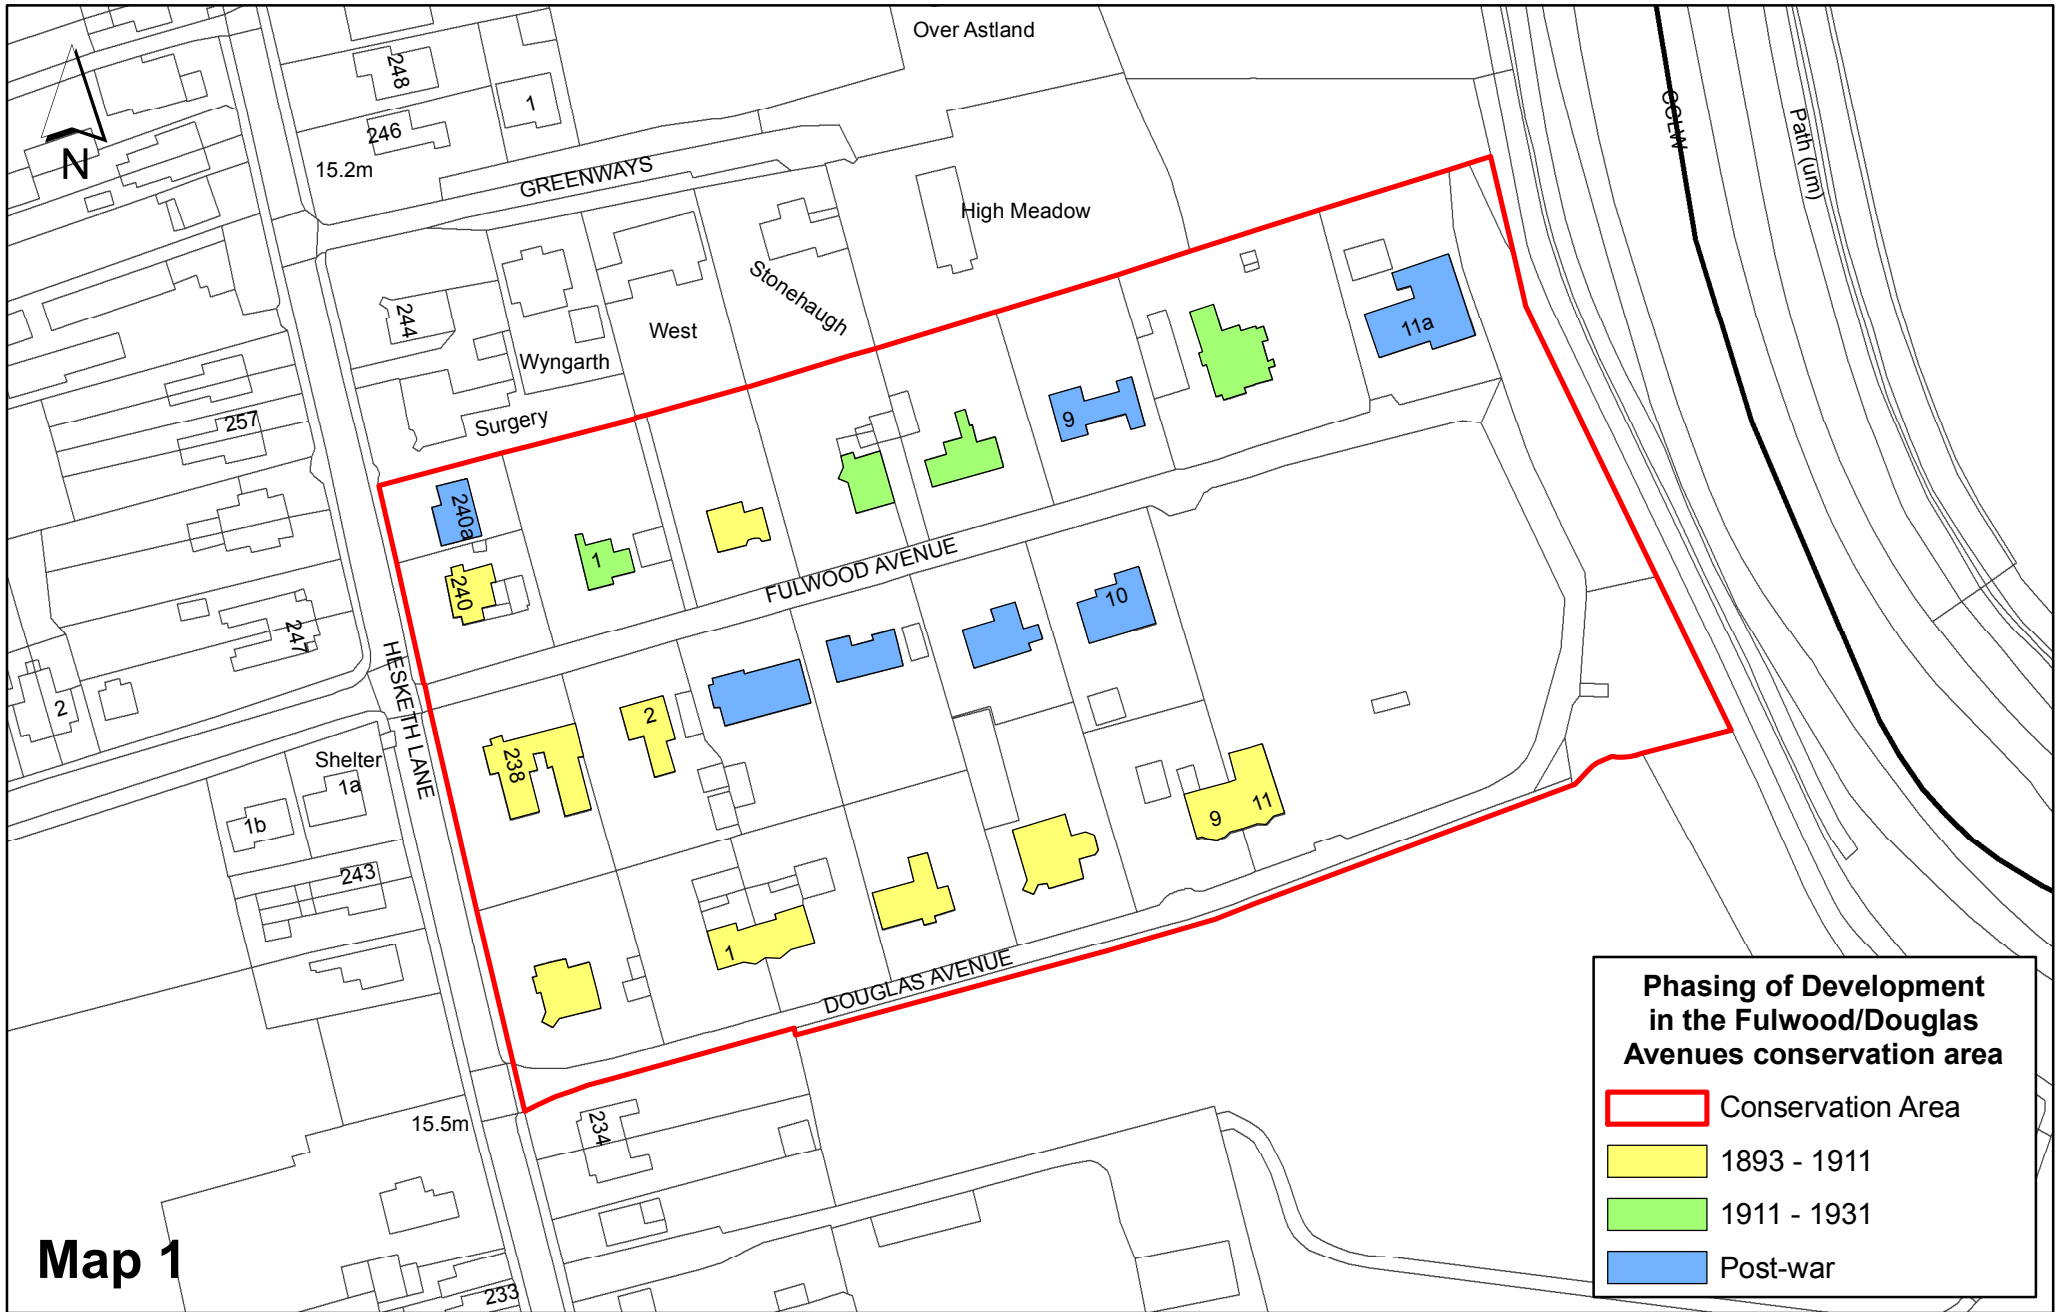 Over Astland
248
1
246
15.2m
N
GREENWAYS
CCLW
Path (um)
High Meadow
Stonehaugh
244
West
Wyngarth
11a
257
Surgery
9
240a
1
240
FULWOOD AVENUE
10
247
HESKETH LANE
2
2
238
Shelter
1a
1b
9
11
243
1
DOUGLAS AVENUE
15.5m
234
233
Map 1
Phasing of Development
in the Fulwood/Douglas
Avenues conservation area
Conservation Area
1893 - 1911
1911 - 1931
Post-war